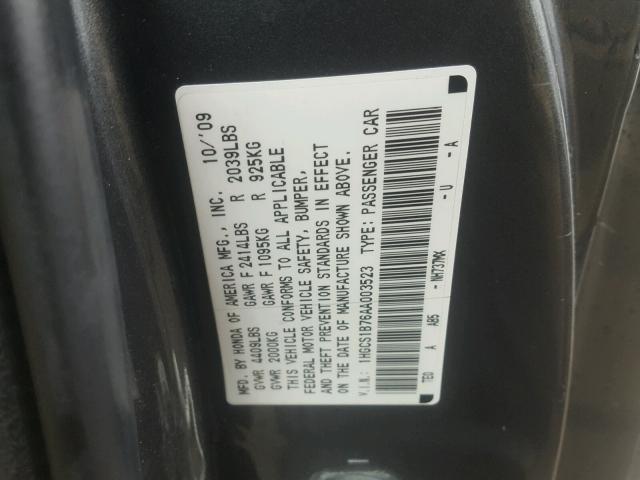 MFD. BY HONDA OF AMERICA MFG., INC. 10/'09
GVWR 4409LBS GAWR F 2414LBS R 2039LBS
GVWR 2000KG GAWR F 1095KG R 925KG
THIS VEHICLE CONFORMS TO ALL APPLICABLE
FEDERAL MOTOR VEHICLE SAFETY, BUMPER,
AND THEFT PREVENTION STANDARDS IN EFFECT
ON THE DATE OF MANUFACTURE SHOWN ABOVE.
V.I.N.: 1HGCS1B76AA003523 TYPE: PASSENGER CAR
TE0 A AB5 - NH737MX - U - A